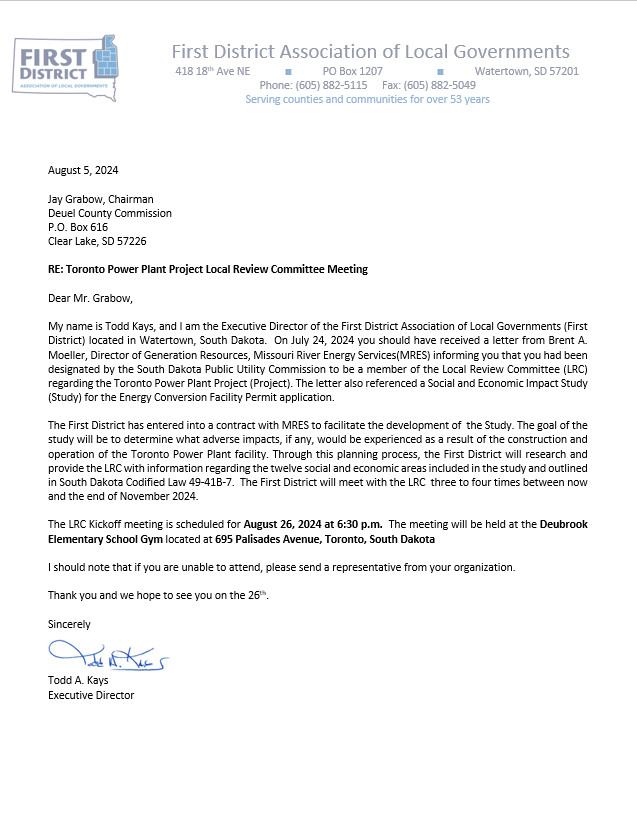 FIRST
DISTRICT
ASSOCIATION OF LOCAL GOVERNMENTS
First District Association of Local Governments
418 18th Ave NE ■ PO Box 1207 ■ Watertown, SD 57201
Phone: (605) 882-5115 Fax: (605) 882-5049
Serving counties and communities for over 53 years
August 5, 2024
Jay Grabow, Chairman
Deuel County Commission
P.O. Box 616
Clear Lake, SD 57226
RE: Toronto Power Plant Project Local Review Committee Meeting
Dear Mr. Grabow,
My name is Todd Kays, and I am the Executive Director of the First District Association of Local Governments (First
District) located in Watertown, South Dakota. On July 24, 2024 you should have received a letter from Brent A.
Moeller, Director of Generation Resources, Missouri River Energy Services(MRES) informing you that you had been
designated by the South Dakota Public Utility Commission to be a member of the Local Review Committee (LRC)
regarding the Toronto Power Plant Project (Project). The letter also referenced a Social and Economic Impact Study
(Study) for the Energy Conversion Facility Permit application.
The First District has entered into a contract with MRES to facilitate the development of the Study. The goal of the
study will be to determine what adverse impacts, if any, would be experienced as a result of the construction and
operation of the Toronto Power Plant facility. Through this planning process, the First District will research and
provide the LRC with information regarding the twelve social and economic areas included in the study and outlined
in South Dakota Codified Law 49-41B-7. The First District will meet with the LRC three to four times between now
and the end of November 2024.
The LRC Kickoff meeting is scheduled for August 26, 2024 at 6:30 p.m. The meeting will be held at the Deubrook
Elementary School Gym located at 695 Palisades Avenue, Toronto, South Dakota
I should note that if you are unable to attend, please send a representative from your organization.
Thank you and we hope to see you on the 26th.
Sincerely
Todd A. Kays
Todd A. Kays
Executive Director